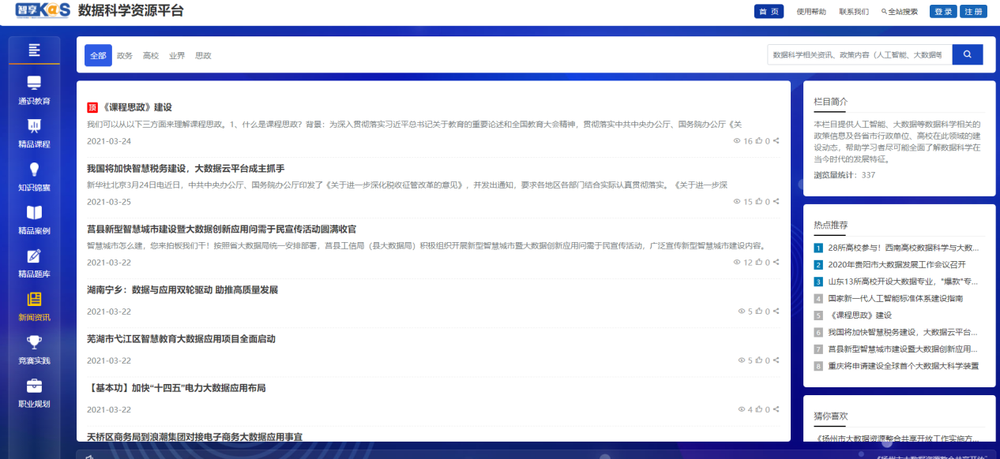 智享KaS 数据科学资源平台
首 页 使用帮助 联系我们 全站搜索 登 录 注 册
全部 政务 高校 业界 思政
数据科学相关资讯、政策内容（人工智能、大数据等
通识教育
精品课程
知识锦囊
精品案例
精品题库
新闻资讯
竞赛实践
职业规划
顶 《课程思政》建设
我们可以从以下三方面来理解课程思政。1、什么是课程思政？背景：为深入贯彻落实习近平总书记关于教育的重要论述和全国教育大会精神，贯彻落实中共中央办公厅、国务院办公厅《关
2021-03-24 16 0
我国将加快智慧税务建设，大数据云平台成主抓手
新华社北京3月24日电近日，中共中央办公厅、国务院办公厅印发了《关于进一步深化税收征管改革的意见》，并发出通知，要求各地区各部门结合实际认真贯彻落实。《关于进一步深
2021-03-25 15 0
莒县新型智慧城市建设暨大数据创新应用问需于民宣传活动圆满收官
智慧城市怎么建，您来拍板我们干！按照省大数据局统一安排部署，莒县工信局（县大数据局）积极组织开展新型智慧城市暨大数据创新应用问需于民宣传活动，广泛宣传新型智慧城市建设内容。
2021-03-22 12 0
湖南宁乡：数据与应用双轮驱动 助推高质量发展
2021-03-22 5 0
芜湖市弋江区智慧教育大数据应用项目全面启动
2021-03-22 5 0
【基本功】加快“十四五”电力大数据应用布局
2021-03-22 4 0
天桥区商务局到浪潮集团对接电子商务大数据应用事宜
栏目简介
本栏目提供人工智能、大数据等数据科学相关的
政策信息及各省市行政单位、高校在此领域的建
设动态，帮助学习者尽可能全面了解数据科学在
当今时代的发展特征。
浏览量统计：337
热点推荐
1 28所高校参与！西南高校数据科学与大数...
2 2020年贵阳市大数据发展工作会议召开
3 山东13所高校开设大数据专业，"爆款"专...
4 国家新一代人工智能标准体系建设指南
5 《课程思政》建设
6 我国将加快智慧税务建设，大数据云平台...
7 莒县新型智慧城市建设暨大数据创新应用...
8 重庆将申请建设全球首个大数据大科学装置
猜你喜欢
《扬州市大数据资源整合共享开放工作实施方...